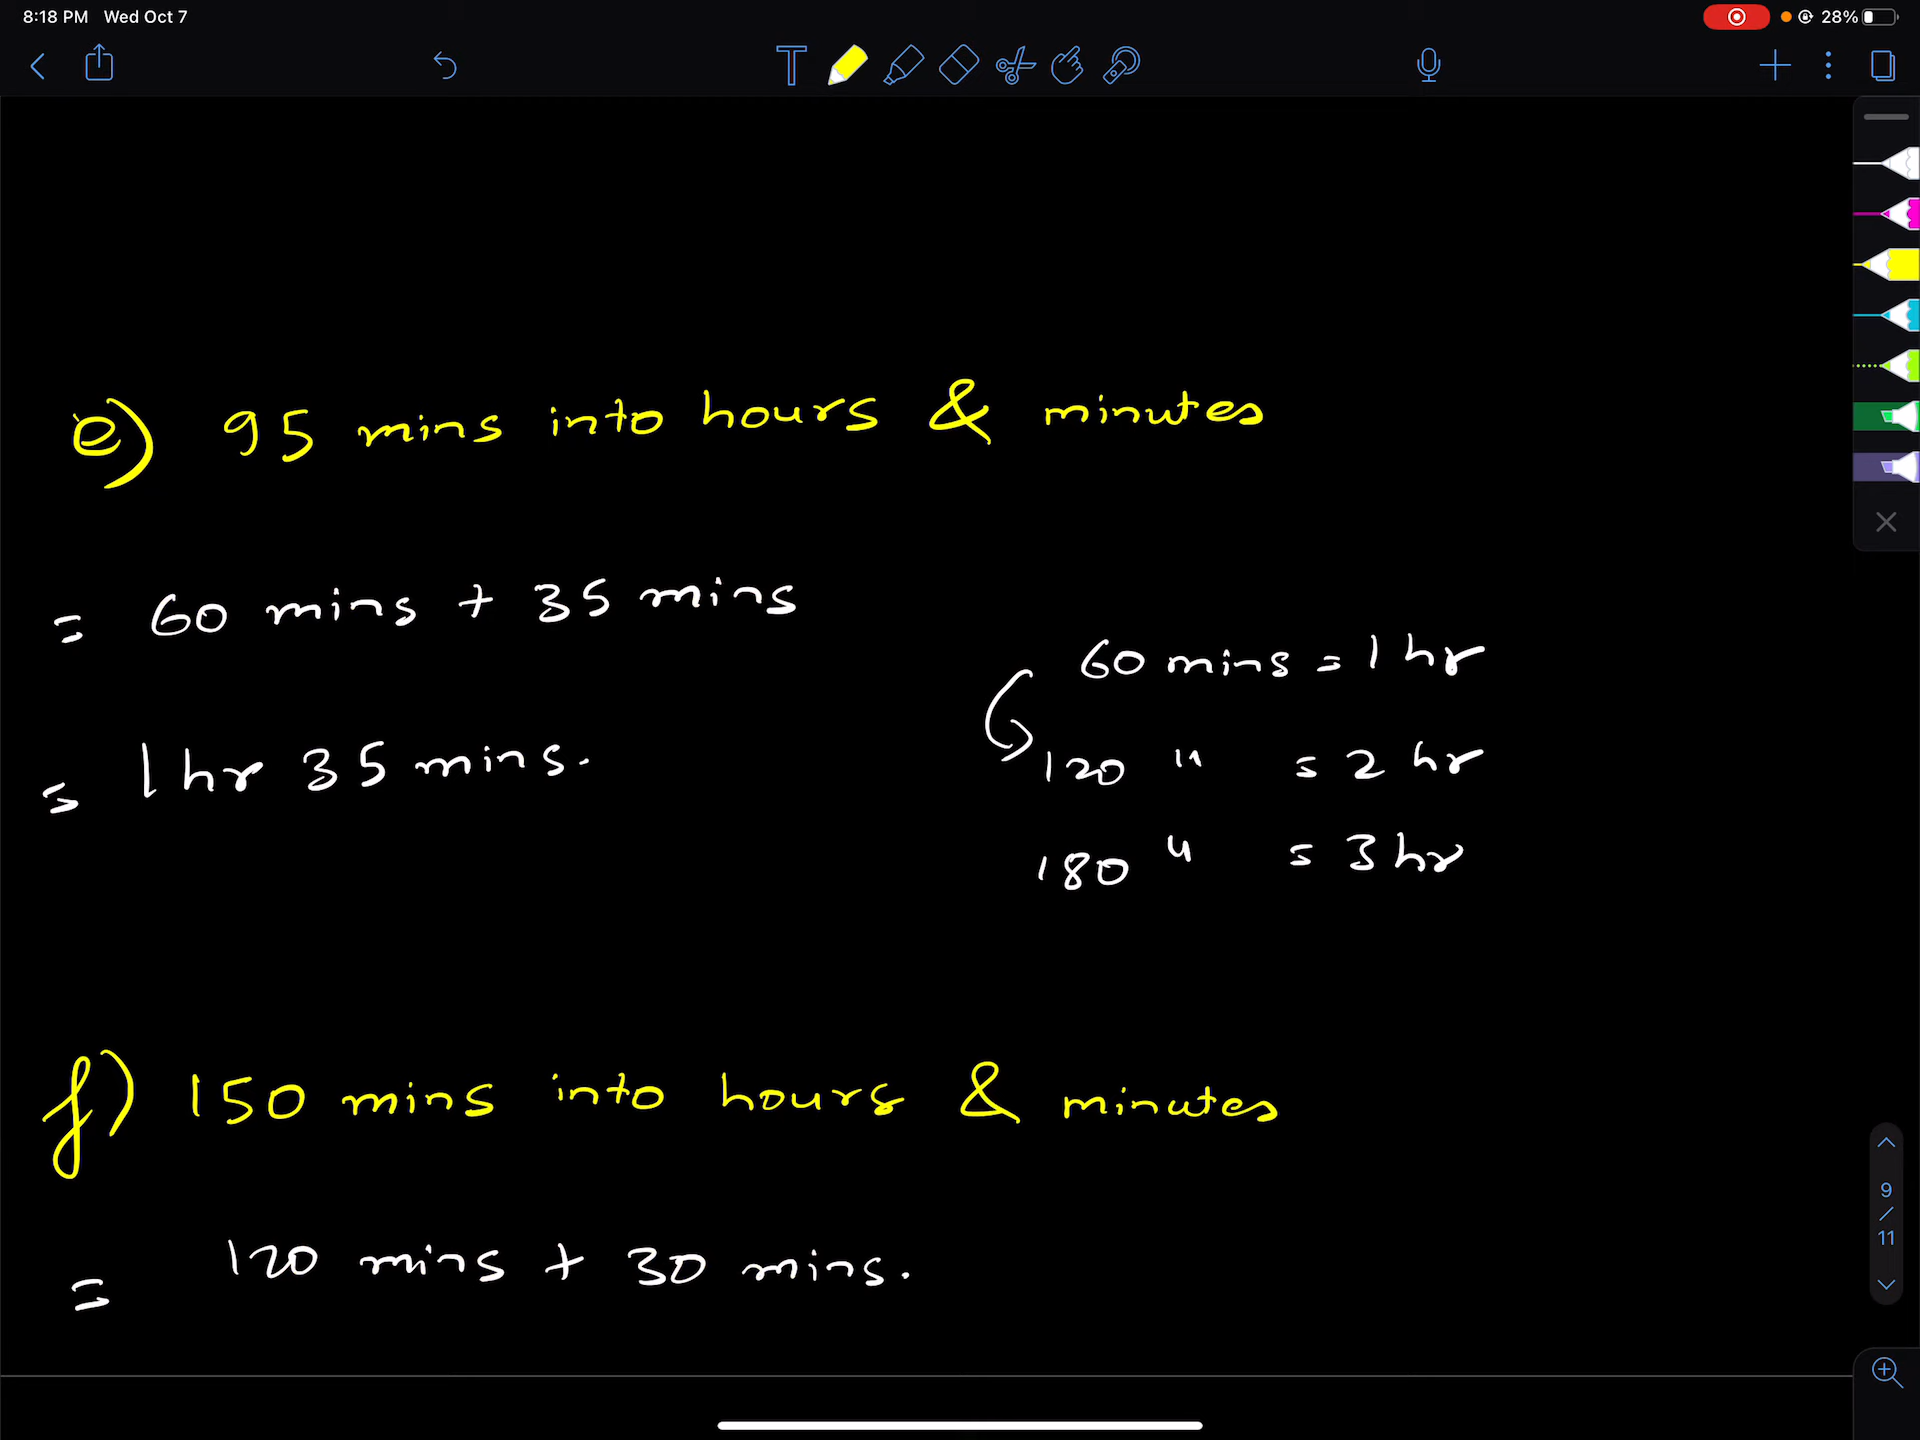 8:18 PM Wed Oct 7
28%
T
e) 95 mins into hours & minutes
= 60 mins + 35 mins
60 mins = 1 hr
= 1 hr 35 mins.
120 " = 2 hr
180 " = 3 hr
f) 150 mins into hours & minutes
9
/
11
= 120 mins + 30 mins.